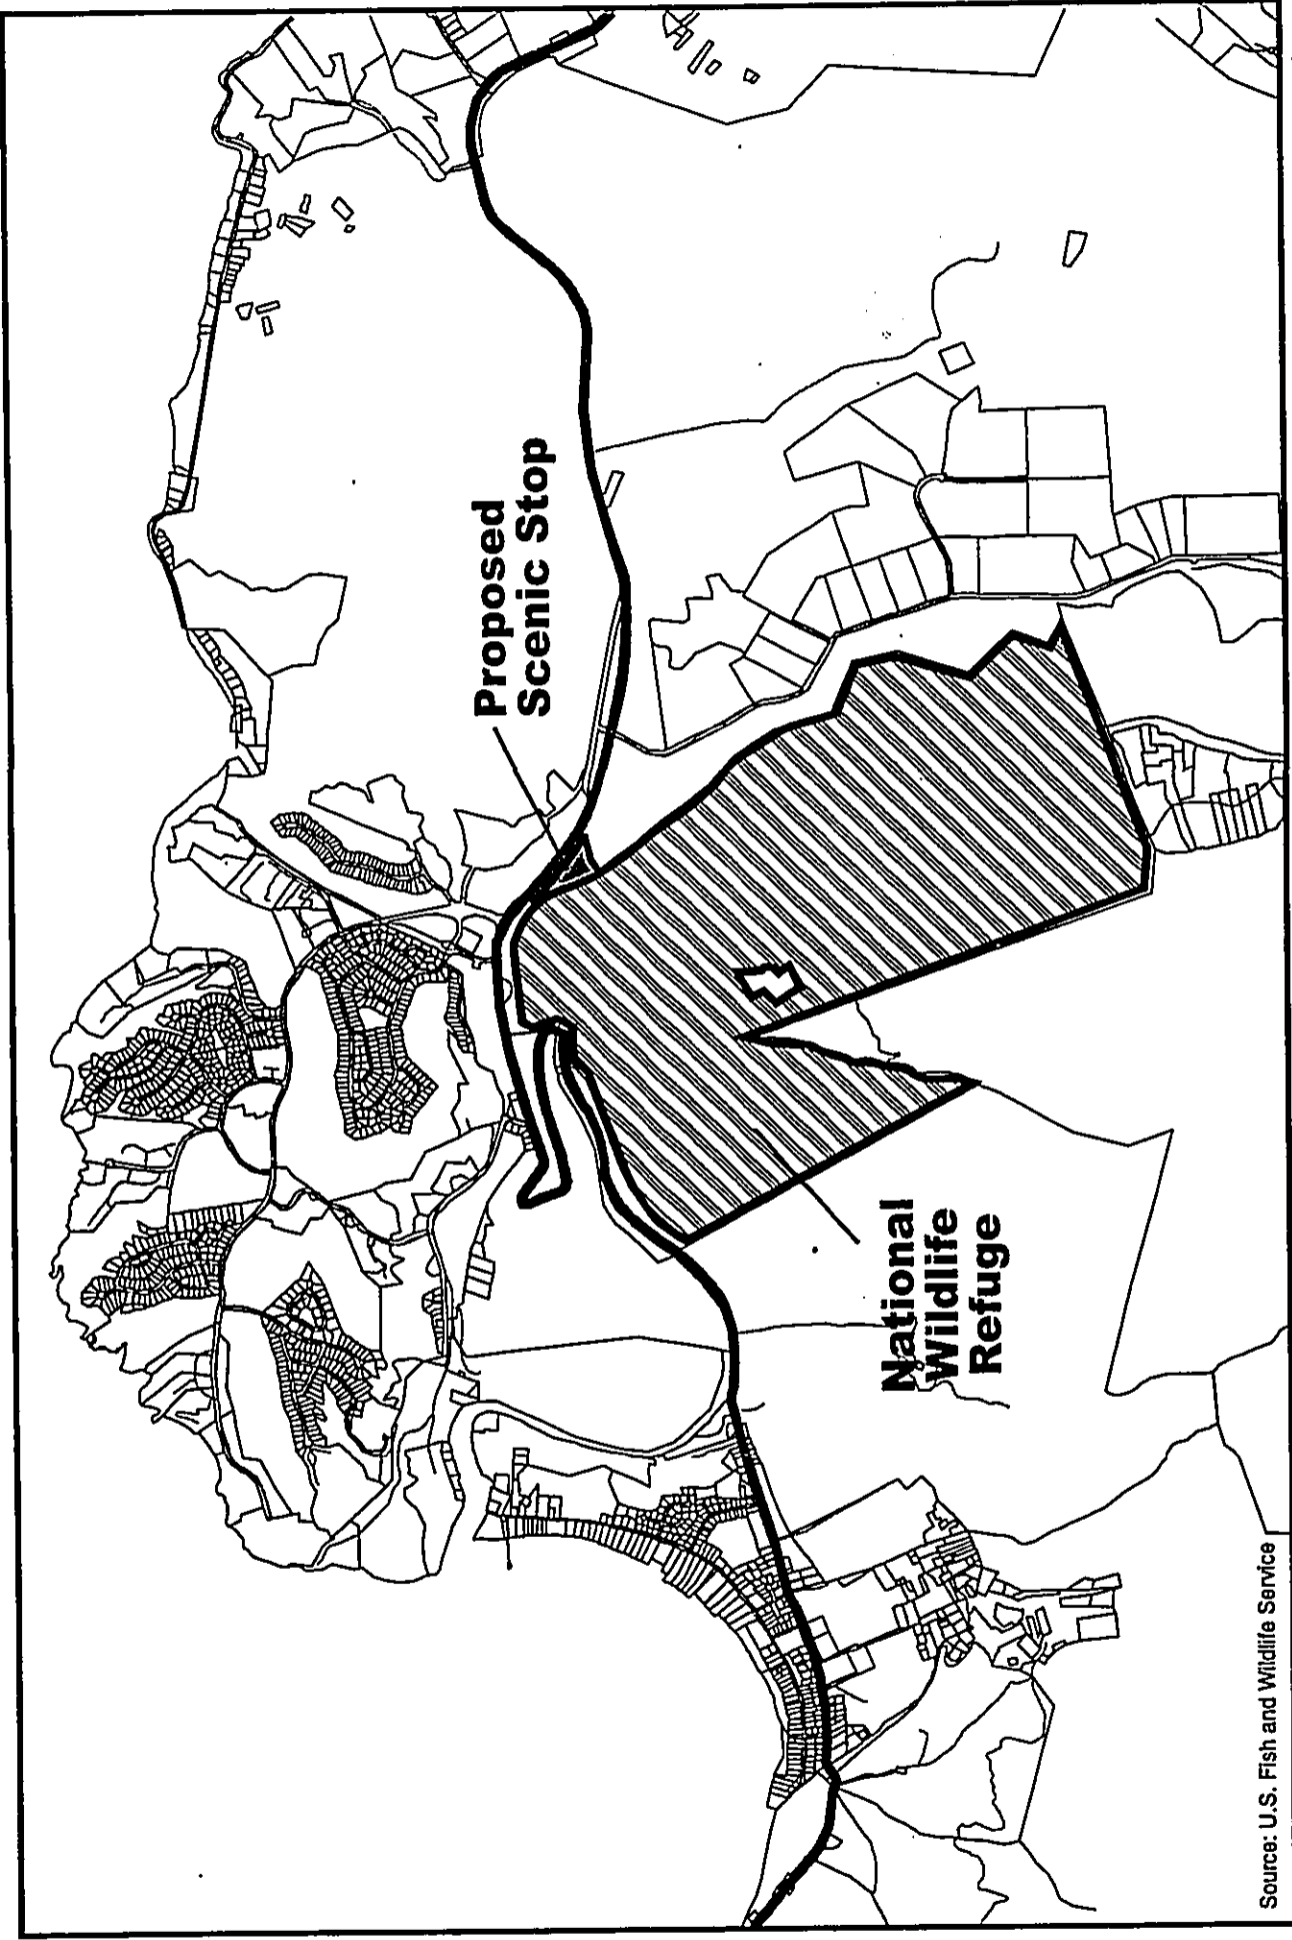 Proposed
Scenic Stop
National
Wildlife
Refuge
Source: U.S. Fish and Wildlife Service